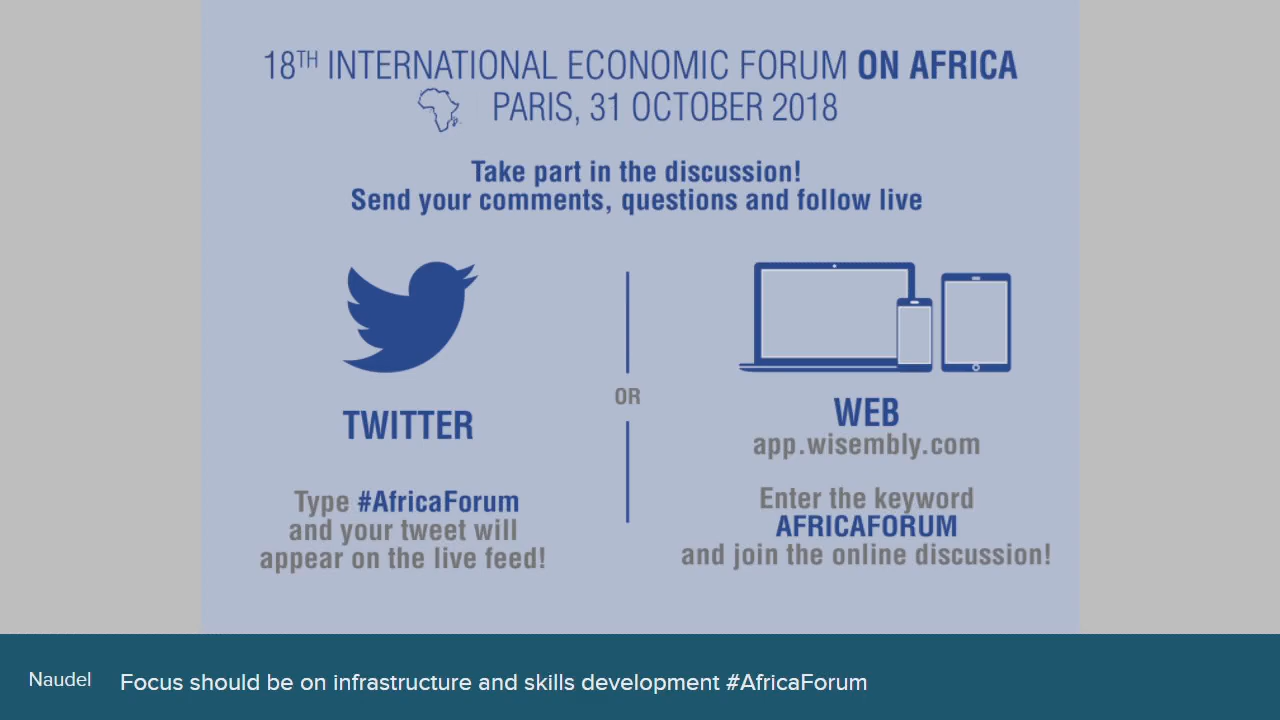 18TH INTERNATIONAL ECONOMIC FORUM ON AFRICA
PARIS, 31 OCTOBER 2018
Take part in the discussion!
Send your comments, questions and follow live
TWITTER
Type #AfricaForum
and your tweet will
appear on the live feed!
OR
WEB
app.wisembly.com
Enter the keyword
AFRICAFORUM
and join the online discussion!
Naudel Focus should be on infrastructure and skills development #AfricaForum